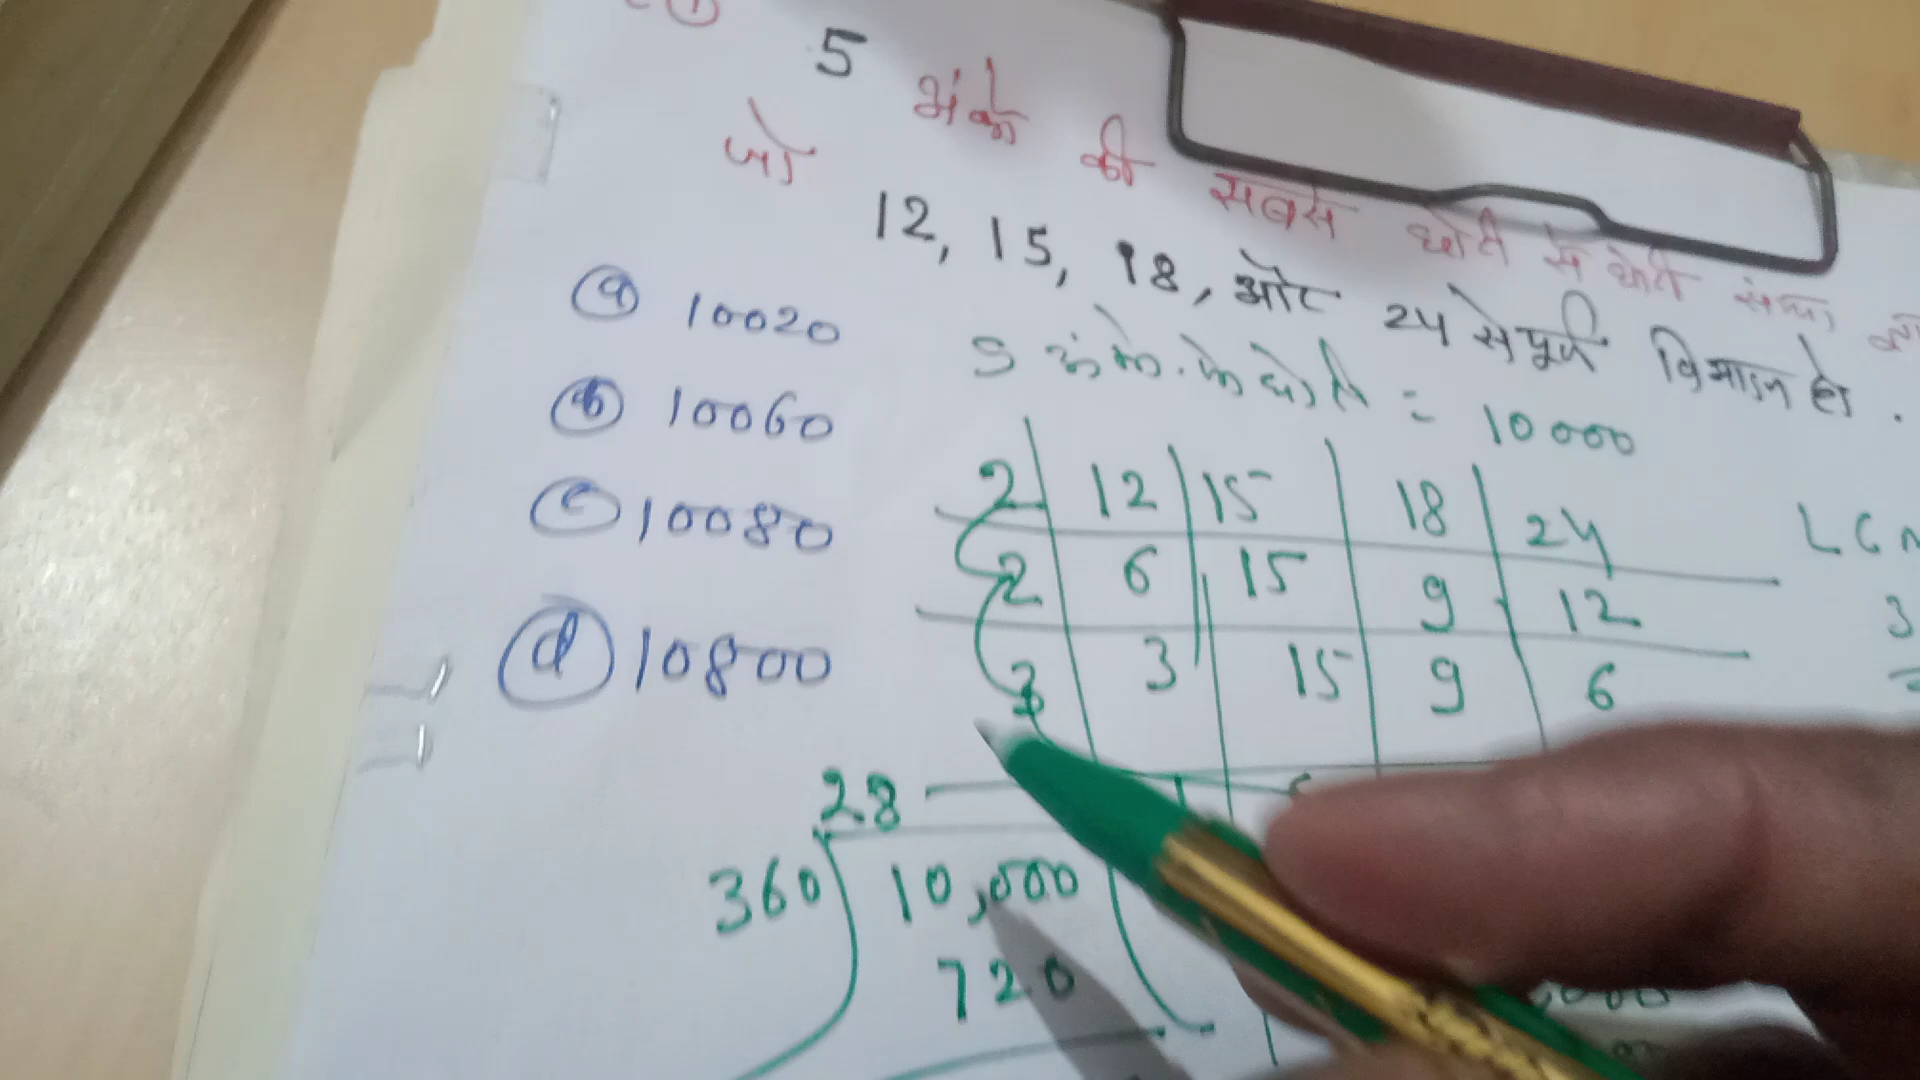 5 अंको की सबसे छोटी से छोटी संख्या
जो 12, 15, 18, और 24 से पूर्ण विभाजन हो .
5 अंको के छोटी = 10000
(a) 10020
(b) 10060
(c) 10080
(d) 10800
2 12 15 18 24
2 6 15 9 12
3 15 9 6
LCM
3
28
360 10,000
720